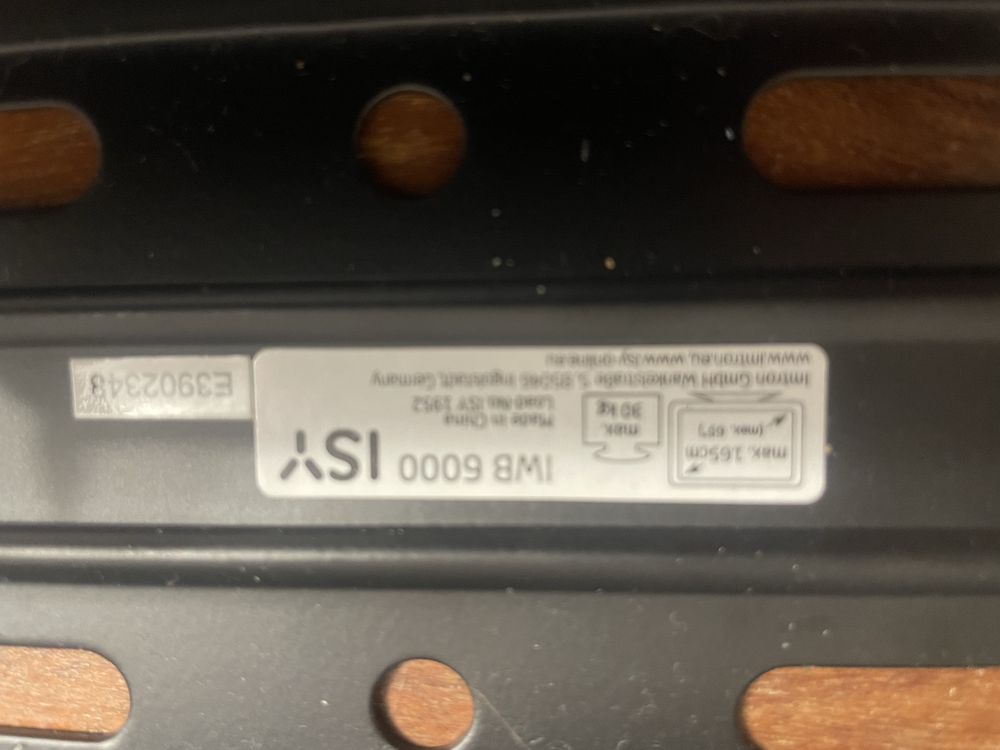 max. 165cm
(max. 65")
max.
30 kg
IWB 6000
ISY
Made in China
Load No. ISY 1952
Imtron GmbH Wankelstraße 5, 85046 Ingolstadt, Germany
www.imtron.eu, www.isy-online.eu
E3902348